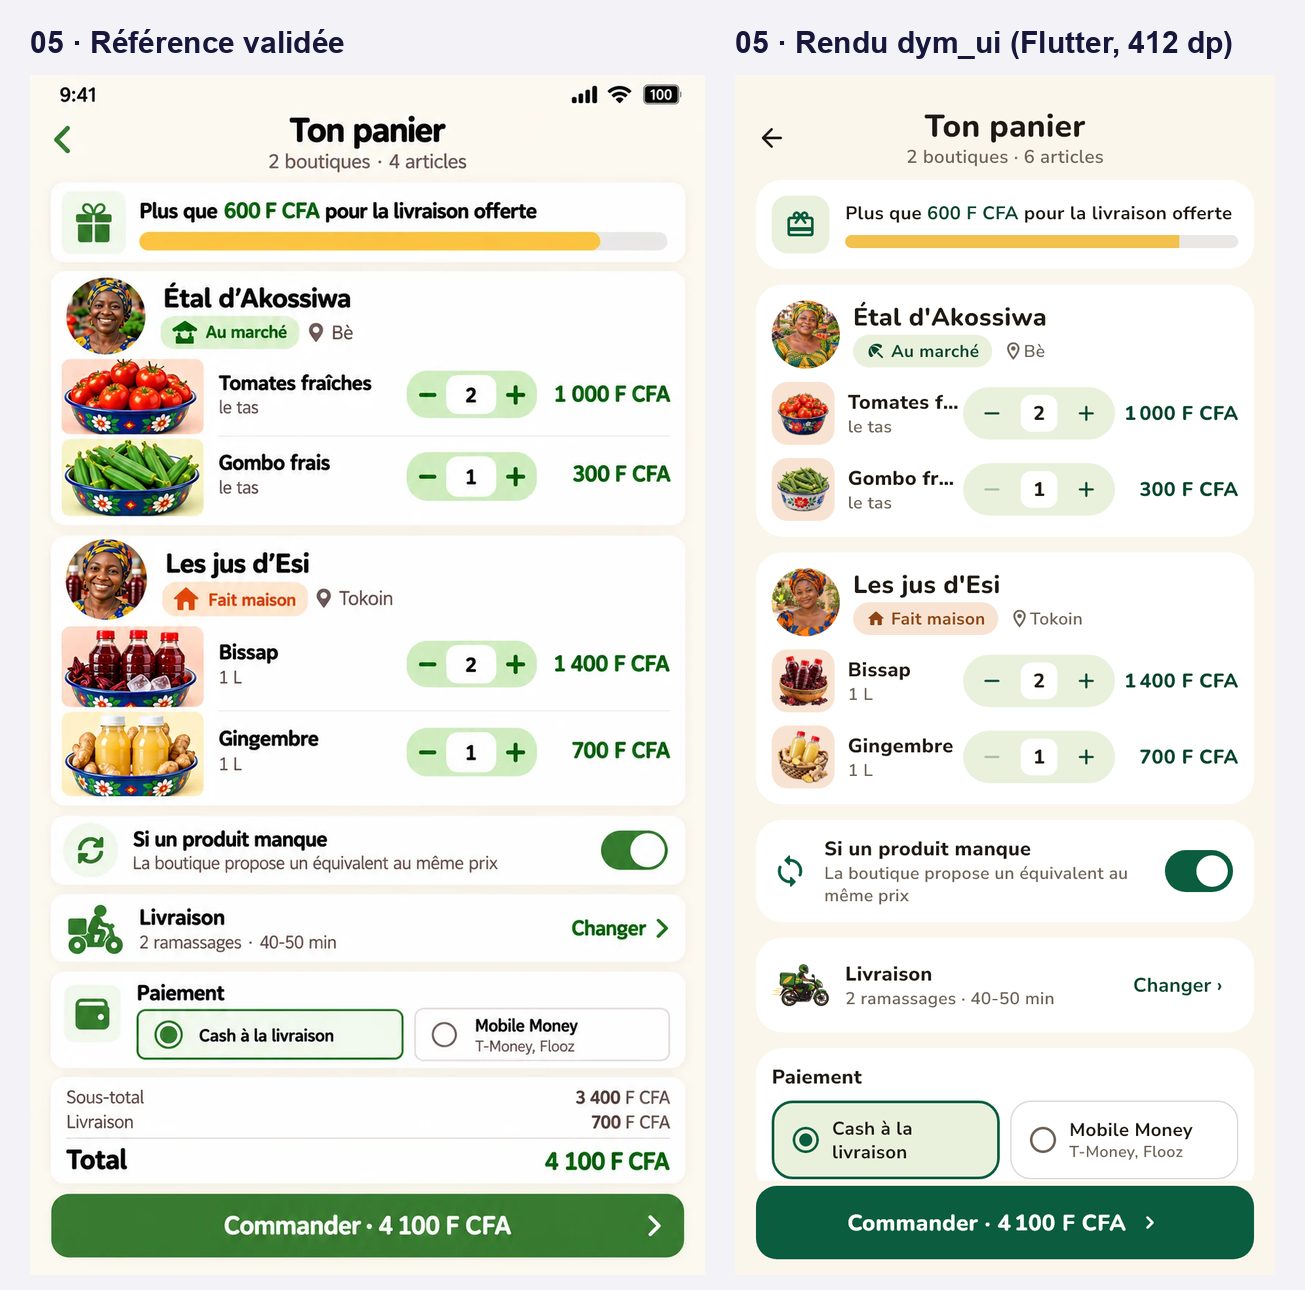 05 · Référence validée
9:41
100
Ton panier
2 boutiques · 4 articles
Plus que 600 F CFA pour la livraison offerte
Étal d’Akossiwa
Au marché
Bè
Tomates fraîches
le tas
2
1 000 F CFA
Gombo frais
le tas
1
300 F CFA
Les jus d’Esi
Fait maison
Tokoin
Bissap
1 L
2
1 400 F CFA
Gingembre
1 L
1
700 F CFA
Si un produit manque
La boutique propose un équivalent au même prix
Livraison
2 ramassages · 40-50 min
Changer
Paiement
Cash à la livraison
Mobile Money
T-Money, Flooz
Sous-total
3 400 F CFA
Livraison
700 F CFA
Total
4 100 F CFA
Commander · 4 100 F CFA
05 · Rendu dym_ui (Flutter, 412 dp)
Ton panier
2 boutiques · 6 articles
Plus que 600 F CFA pour la livraison offerte
Étal d'Akossiwa
Au marché
Bè
Tomates f...
le tas
2
1 000 F CFA
Gombo fr...
le tas
1
300 F CFA
Les jus d'Esi
Fait maison
Tokoin
Bissap
1 L
2
1 400 F CFA
Gingembre
1 L
1
700 F CFA
Si un produit manque
La boutique propose un équivalent au
même prix
Livraison
2 ramassages · 40-50 min
Changer ›
Paiement
Cash à la
livraison
Mobile Money
T-Money, Flooz
Commander · 4 100 F CFA